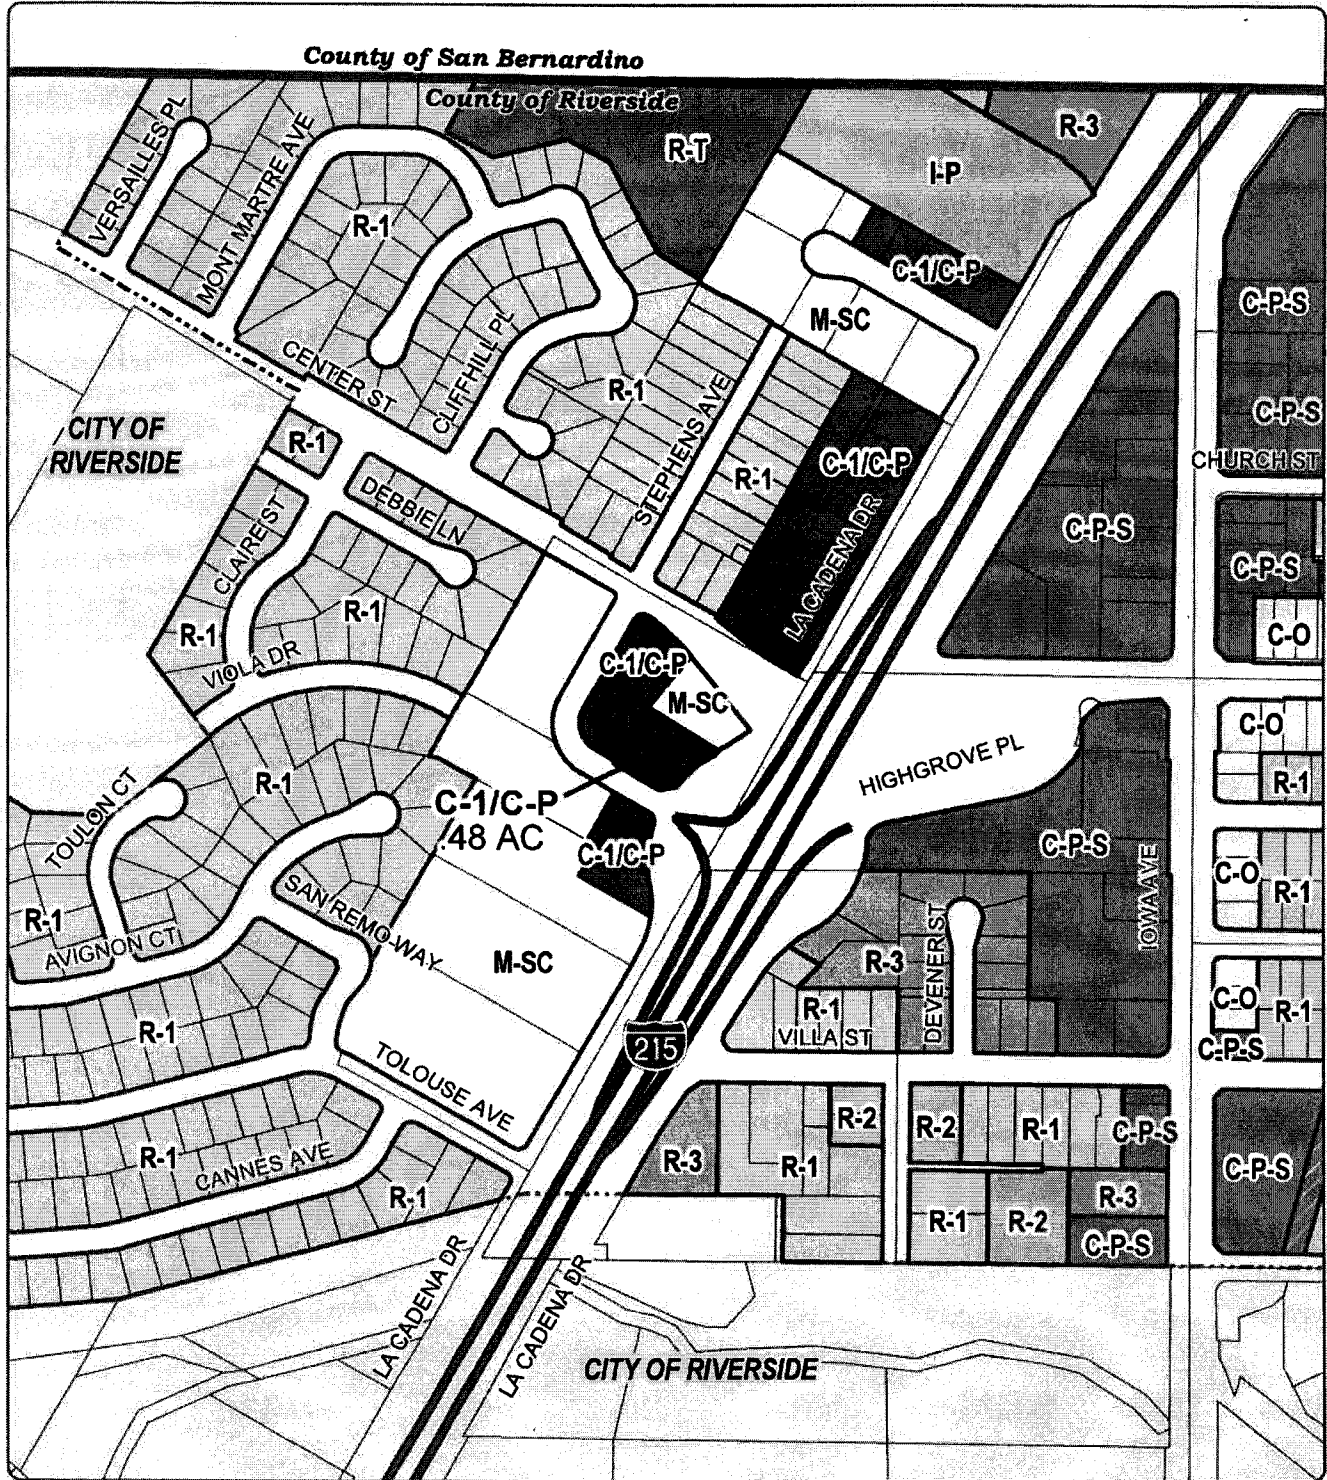 County of San Bernardino
County of Riverside
R-3
R-T
I-P
VERSAILLES PL
MONT MARTRE AVE
R-1
C-1/C-P
C-P-S
M-SC
CENTER ST
CLIFFHILL PL
R-1
STEPHENS AVE
C-P-S
CITY OF
RIVERSIDE
R-1
C-1/C-P
CHURCH ST
R-1
DEBBIE LN
LA CADENA DR
C-P-S
C-P-S
CLAIRE ST
R-1
R-1
C-O
VIOLA DR
C-1/C-P
M-SC
C-O
HIGHGROVE PL
R-1
R-1
TOULON CT
C-1/C-P
.48 AC
C-1/C-P
C-P-S
IOWA AVE
C-O
R-1
SAN REMO WAY
R-1
AVIGNON CT
M-SC
R-3
DEVENER ST
C-O
R-1
R-1
VILLA ST
R-1
215
C-P-S
TOLOUSE AVE
R-2
R-2
R-1
C-P-S
R-1
CANNES AVE
R-3
R-1
C-P-S
R-1
R-3
R-1
R-2
C-P-S
LA CADENA DR
LA CADENA DR
CITY OF RIVERSIDE